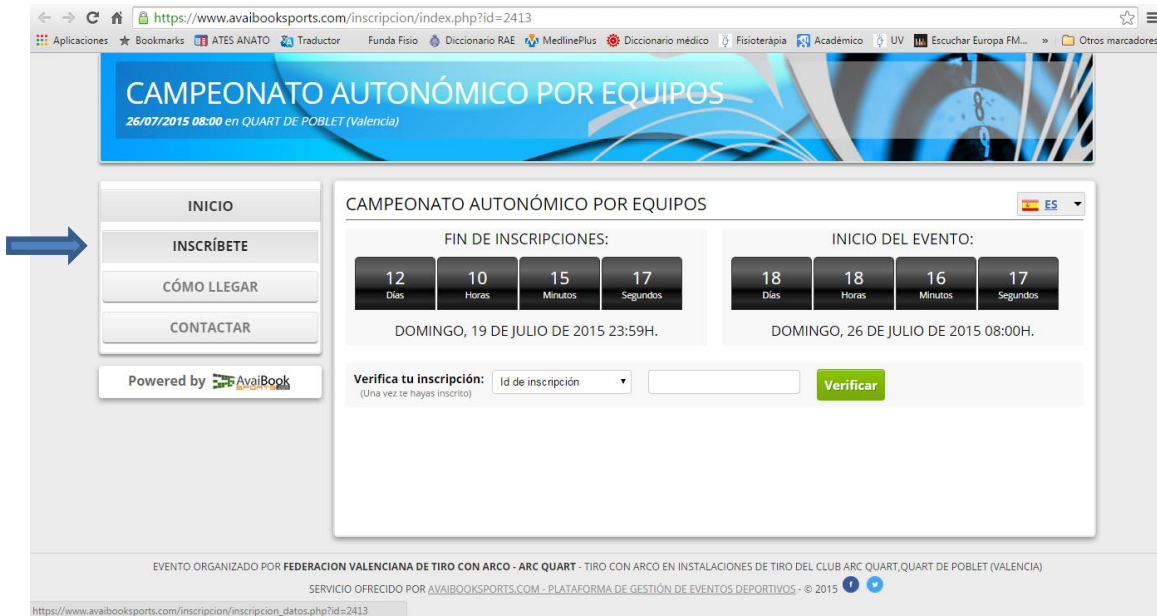 https://www.avaibooksports.com/inscripcion/index.php?id=2413
Aplicaciones Bookmarks ATES ANATO Traductor Funda Fisio Diccionario RAE MedlinePlus Diccionario médico Fisioteràpia Académico UV Escuchar Europa FM... » Otros marcadores
CAMPEONATO AUTONÓMICO POR EQUIPOS
26/07/2015 08:00 en QUART DE POBLET (Valencia)
INICIO
INSCRÍBETE
CÓMO LLEGAR
CONTACTAR
Powered by AvaiBook
CAMPEONATO AUTONÓMICO POR EQUIPOS
ES
FIN DE INSCRIPCIONES:
12 10 15 17
Días Horas Minutos Segundos
DOMINGO, 19 DE JULIO DE 2015 23:59H.
INICIO DEL EVENTO:
18 18 16 17
Días Horas Minutos Segundos
DOMINGO, 26 DE JULIO DE 2015 08:00H.
Verifica tu inscripción: Id de inscripción Verificar
(Una vez te hayas inscrito)
EVENTO ORGANIZADO POR FEDERACION VALENCIANA DE TIRO CON ARCO - ARC QUART - TIRO CON ARCO EN INSTALACIONES DE TIRO DEL CLUB ARC QUART,QUART DE POBLET (VALENCIA)
SERVICIO OFRECIDO POR AVAIBOOKSPORTS.COM - PLATAFORMA DE GESTIÓN DE EVENTOS DEPORTIVOS - © 2015
https://www.avaibooksports.com/inscripcion/inscripcion_datos.php?id=2413